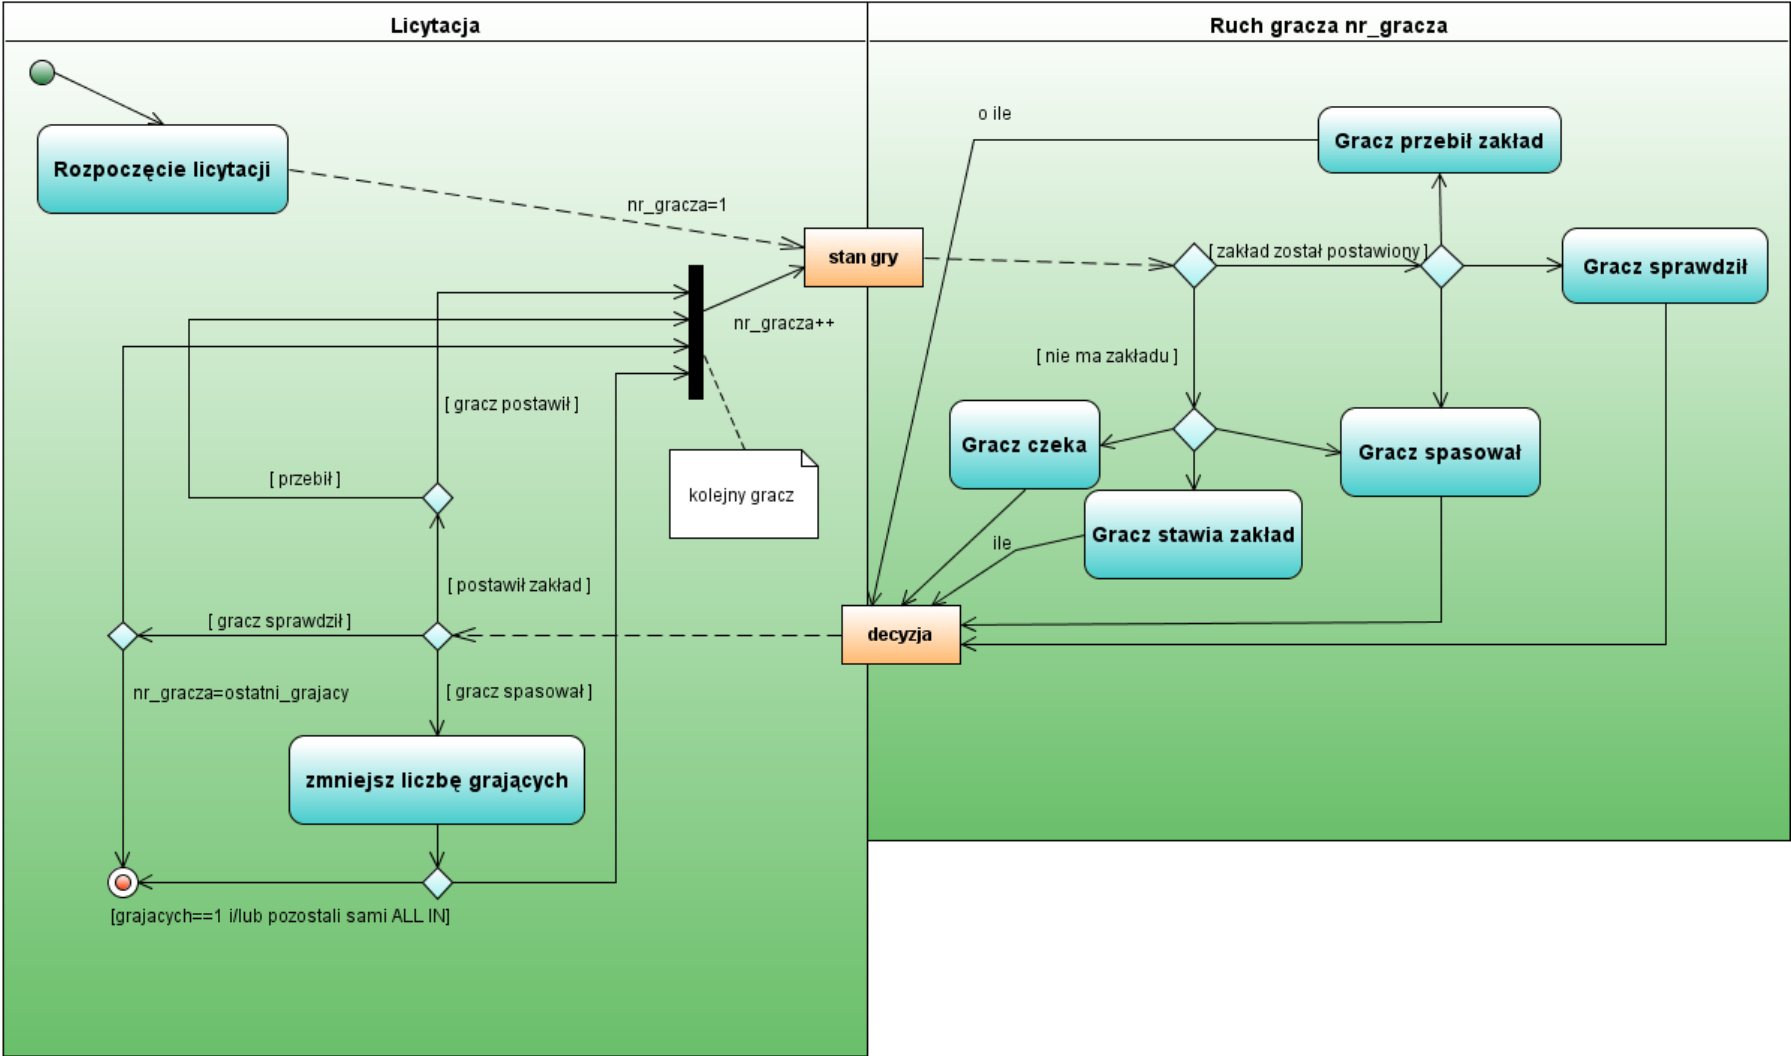 Licytacja
Ruch gracza nr_gracza
o ile
Gracz przebił zakład
Rozpoczęcie licytacji
nr_gracza=1
stan gry
[ zakład został postawiony ]
Gracz sprawdził
nr_gracza++
[ nie ma zakładu ]
[ gracz postawił ]
Gracz czeka
Gracz spasował
[ przebił ]
kolejny gracz
Gracz stawia zakład
ile
[ postawił zakład ]
[ gracz sprawdził ]
decyzja
nr_gracza=ostatni_grajacy
[ gracz spasował ]
zmniejsz liczbę grających
[grajacych==1 i/lub pozostali sami ALL IN]